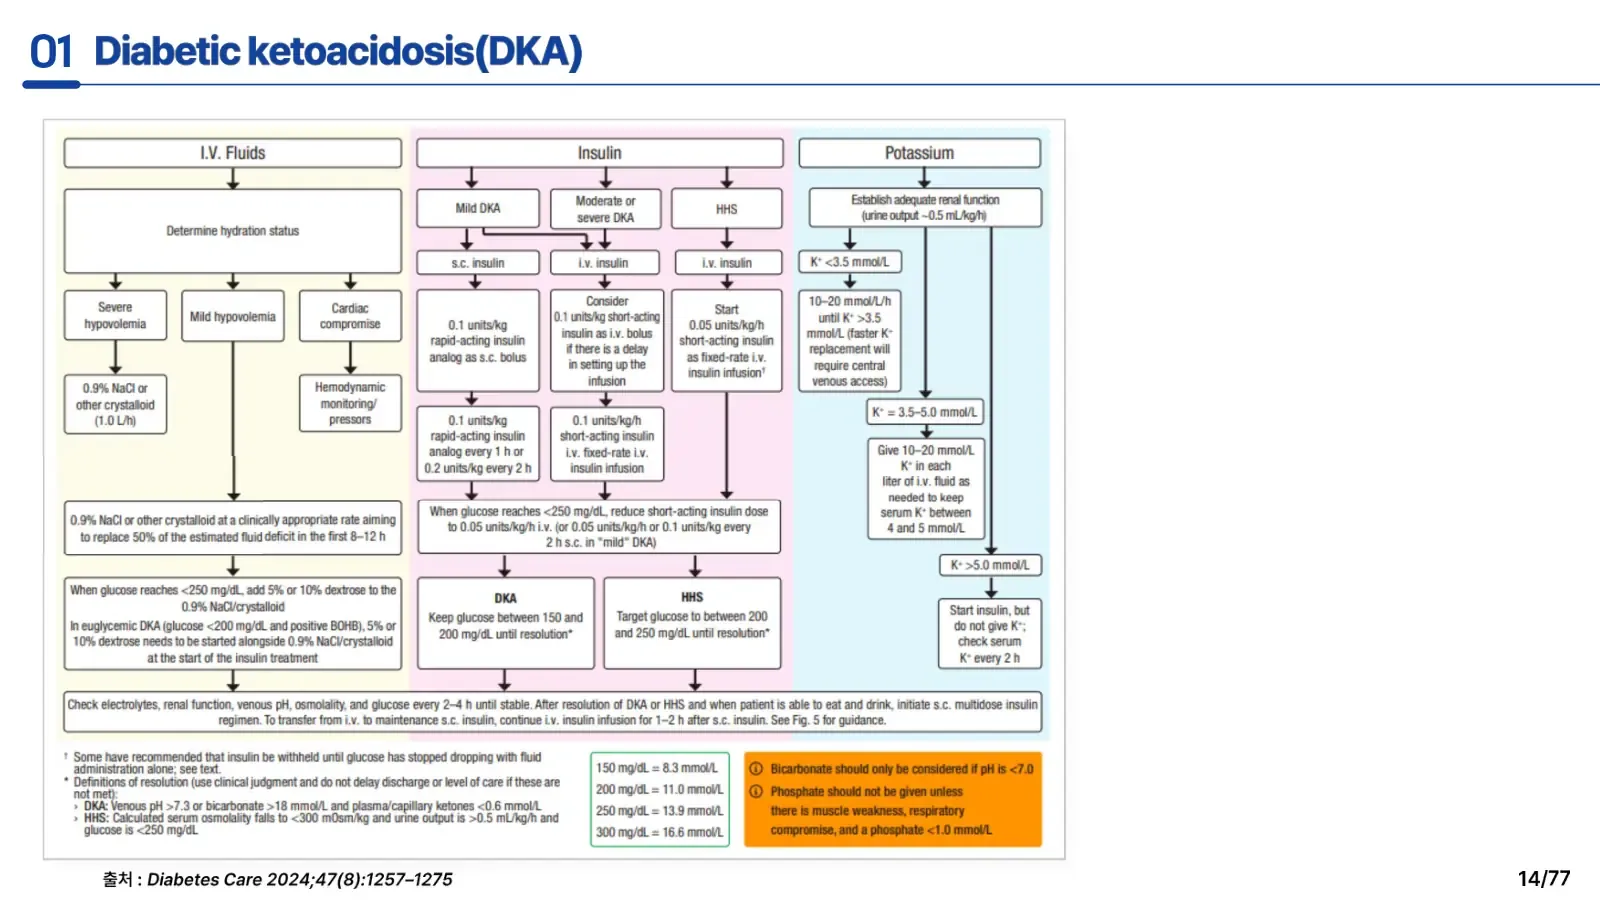 01 Diabetic ketoacidosis(DKA)
I.V. Fluids
Determine hydration status
Severe
hypovolemia
Mild hypovolemia
Cardiac
compromise
0.9% NaCl or
other crystalloid
(1.0 L/h)
Hemodynamic
monitoring/
pressors
0.9% NaCl or other crystalloid at a clinically appropriate rate aiming
to replace 50% of the estimated fluid deficit in the first 8–12 h
When glucose reaches <250 mg/dL, add 5% or 10% dextrose to the
0.9% NaCl/crystalloid
In euglycemic DKA (glucose <200 mg/dL and positive BOHB), 5% or
10% dextrose needs to be started alongside 0.9% NaCl/crystalloid
at the start of the insulin treatment
Insulin
Mild DKA
Moderate or
severe DKA
HHS
s.c. insulin
i.v. insulin
i.v. insulin
0.1 units/kg
rapid-acting insulin
analog as s.c. bolus
Consider
0.1 units/kg short-acting
insulin as i.v. bolus
if there is a delay
in setting up the
infusion
Start
0.05 units/kg/h
short-acting insulin
as fixed-rate i.v.
insulin infusion†
0.1 units/kg
rapid-acting insulin
analog every 1 h or
0.2 units/kg every 2 h
0.1 units/kg/h
short-acting insulin
i.v. fixed-rate i.v.
insulin infusion
When glucose reaches <250 mg/dL, reduce short-acting insulin dose
to 0.05 units/kg/h i.v. (or 0.05 units/kg/h or 0.1 units/kg every
2 h s.c. in "mild" DKA)
DKA
Keep glucose between 150 and
200 mg/dL until resolution*
HHS
Target glucose to between 200
and 250 mg/dL until resolution*
Potassium
Establish adequate renal function
(urine output ~0.5 mL/kg/h)
K⁺ <3.5 mmol/L
10–20 mmol/L/h
until K⁺ >3.5
mmol/L (faster K⁺
replacement will
require central
venous access)
K⁺ = 3.5–5.0 mmol/L
Give 10–20 mmol/L
K⁺ in each
liter of i.v. fluid as
needed to keep
serum K⁺ between
4 and 5 mmol/L
K⁺ >5.0 mmol/L
Start insulin, but
do not give K⁺;
check serum
K⁺ every 2 h
Check electrolytes, renal function, venous pH, osmolality, and glucose every 2–4 h until stable. After resolution of DKA or HHS and when patient is able to eat and drink, initiate s.c. multidose insulin
regimen. To transfer from i.v. to maintenance s.c. insulin, continue i.v. insulin infusion for 1–2 h after s.c. insulin. See Fig. 5 for guidance.
† Some have recommended that insulin be withheld until glucose has stopped dropping with fluid
administration alone; see text.
* Definitions of resolution (use clinical judgment and do not delay discharge or level of care if these are
not met):
› DKA: Venous pH >7.3 or bicarbonate >18 mmol/L and plasma/capillary ketones <0.6 mmol/L
› HHS: Calculated serum osmolality falls to <300 mOsm/kg and urine output is >0.5 mL/kg/h and
glucose is <250 mg/dL
150 mg/dL = 8.3 mmol/L
200 mg/dL = 11.0 mmol/L
250 mg/dL = 13.9 mmol/L
300 mg/dL = 16.6 mmol/L
Bicarbonate should only be considered if pH is <7.0
Phosphate should not be given unless
there is muscle weakness, respiratory
compromise, and a phosphate <1.0 mmol/L
출처 : Diabetes Care 2024;47(8):1257–1275
14/77